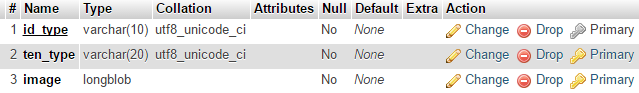 # Name Type Collation Attributes Null Default Extra Action
1 id_type varchar(10) utf8_unicode_ci No None Change Drop Primary
2 ten_type varchar(20) utf8_unicode_ci No None Change Drop Primary
3 image longblob No None Change Drop Primary